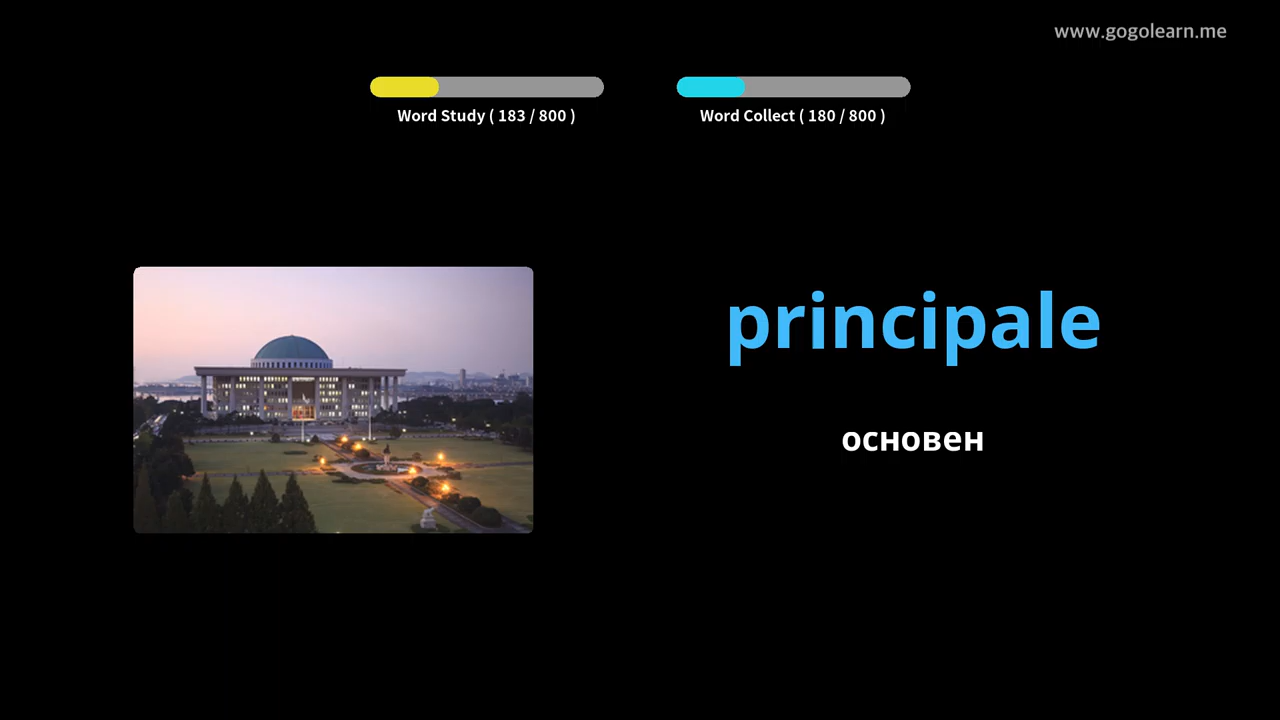 www.gogolearn.me
Word Study ( 183 / 800 )
Word Collect ( 180 / 800 )
principale
основен